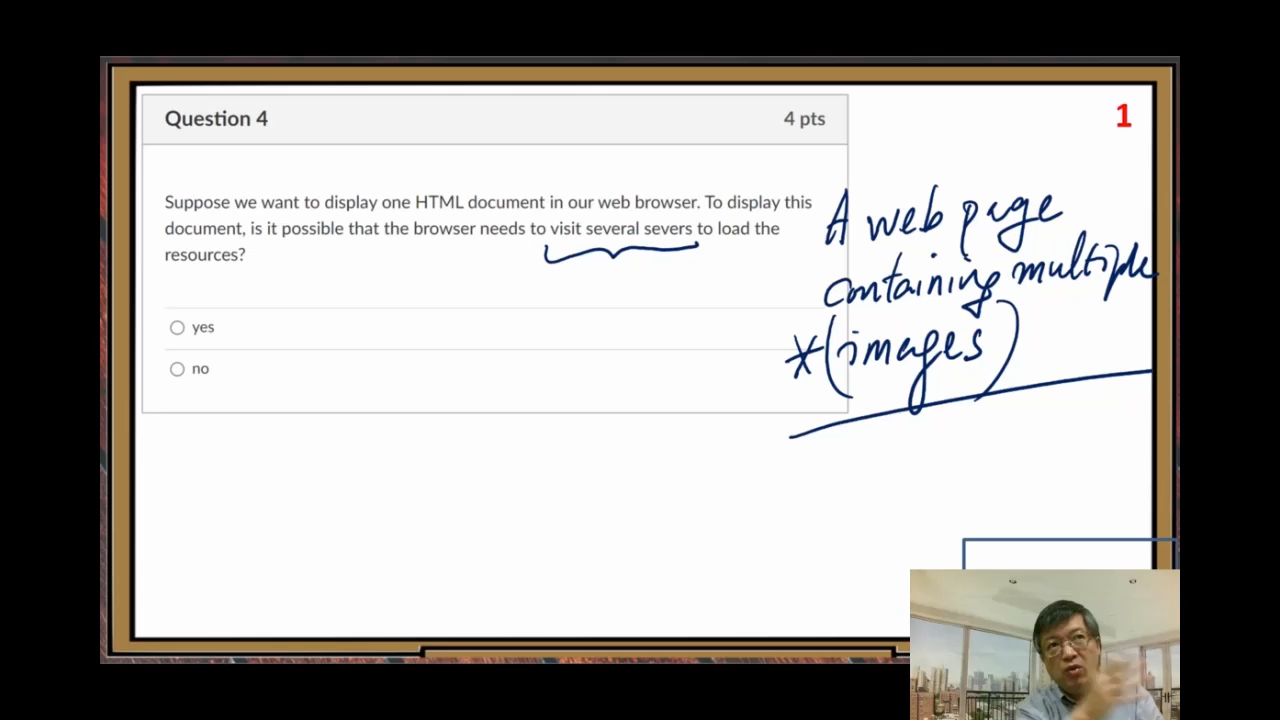 Question 4
4 pts
1
Suppose we want to display one HTML document in our web browser. To display this
document, is it possible that the browser needs to visit several severs to load the
resources?
yes
no
A web page
containing multiple
*(images)